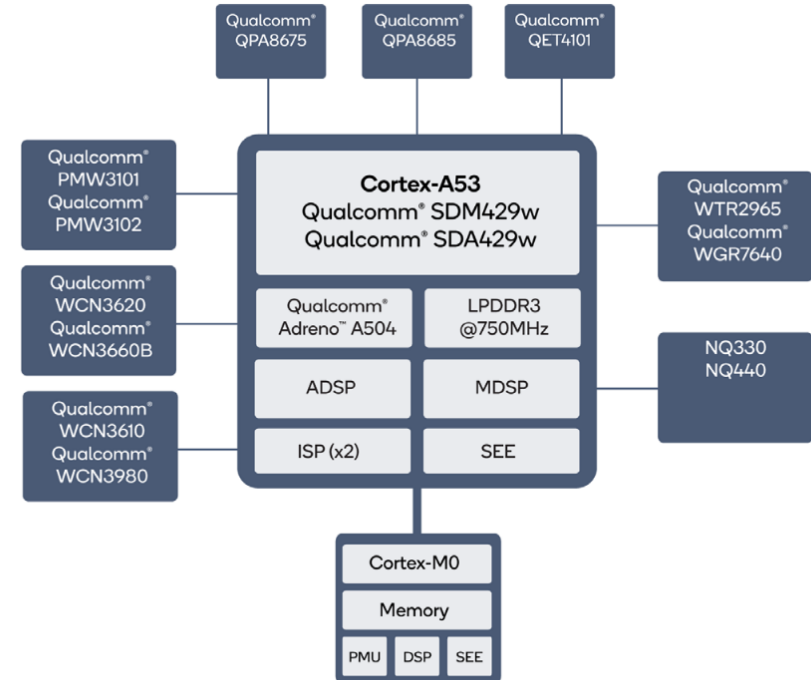 Qualcomm®
QPA8675
Qualcomm®
QPA8685
Qualcomm®
QET4101
Qualcomm®
PMW3101
Qualcomm®
PMW3102
Cortex-A53
Qualcomm® SDM429w
Qualcomm® SDA429w
Qualcomm®
WTR2965
Qualcomm®
WGR7640
Qualcomm®
WCN3620
Qualcomm®
WCN3660B
Qualcomm®
Adreno™ A504
LPDDR3
@750MHz
NQ330
NQ440
ADSP
MDSP
Qualcomm®
WCN3610
Qualcomm®
WCN3980
ISP (x2)
SEE
Cortex-M0
Memory
PMU
DSP
SEE